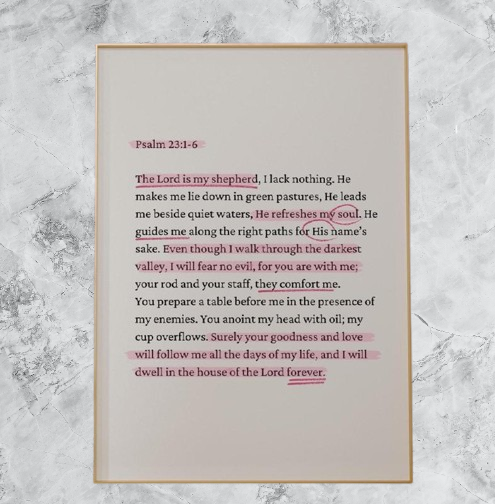 Psalm 23:1-6
The Lord is my shepherd, I lack nothing. He
makes me lie down in green pastures, He leads
me beside quiet waters, He refreshes my soul. He
guides me along the right paths for His name's
sake. Even though I walk through the darkest
valley, I will fear no evil, for you are with me;
your rod and your staff, they comfort me.
You prepare a table before me in the presence of
my enemies. You anoint my head with oil; my
cup overflows. Surely your goodness and love
will follow me all the days of my life, and I will
dwell in the house of the Lord forever.